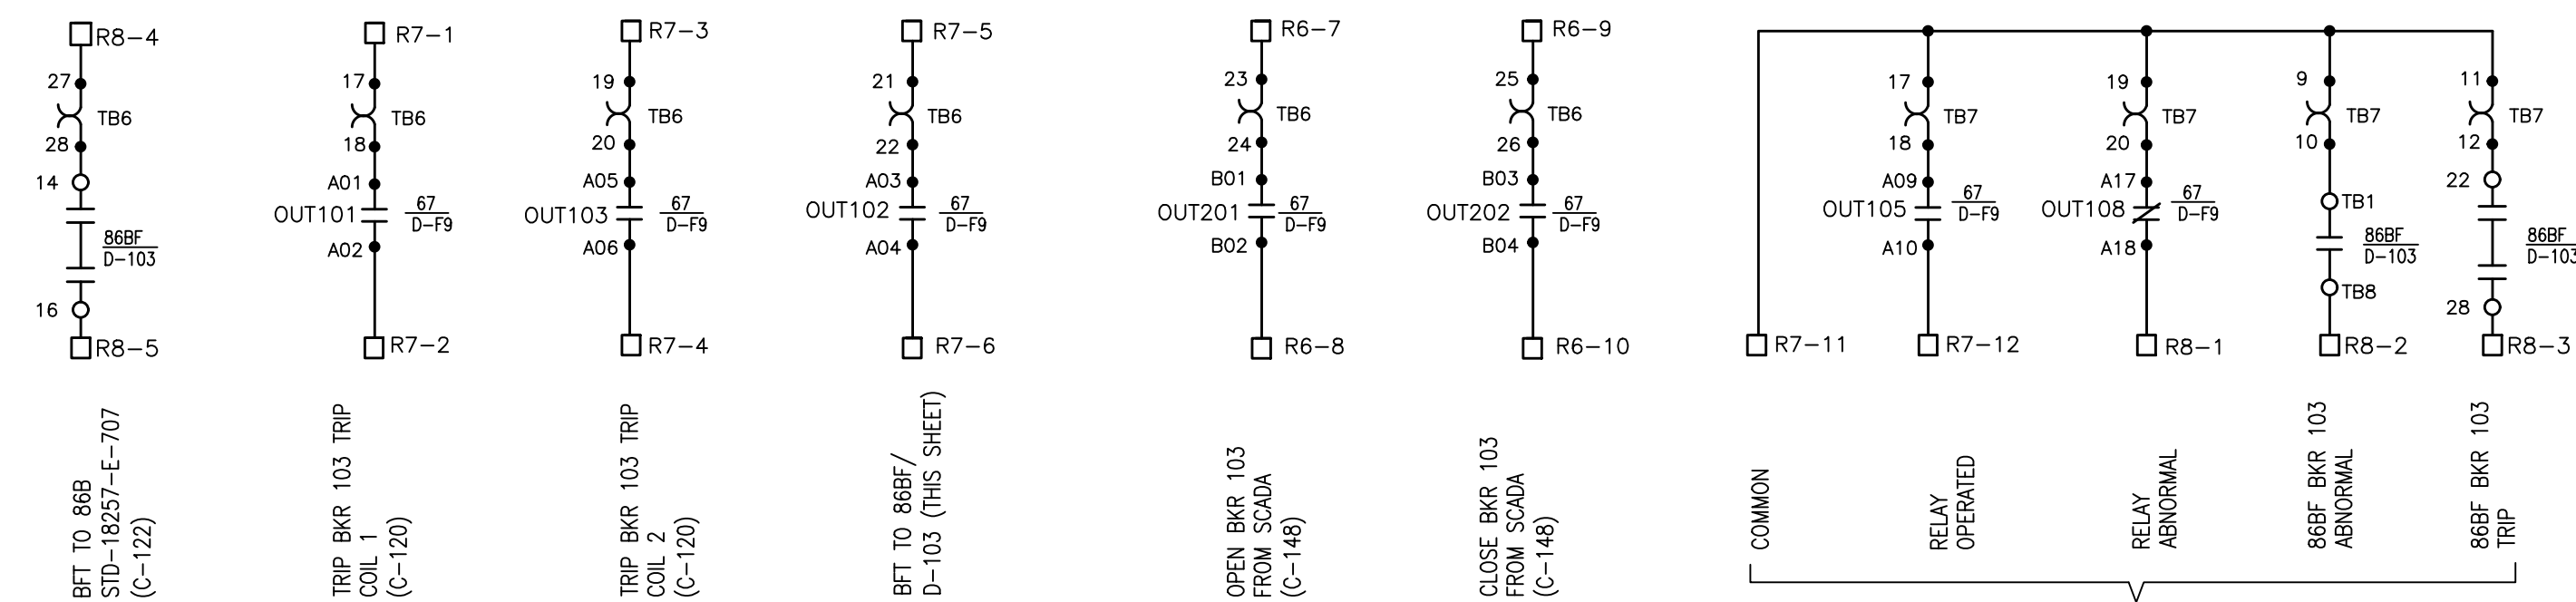 R8-4
27
TB6
28
14
86BF
D-103
16
R8-5
BFT TO 86B
STD-18257-E-707
(C-122)
R7-1
17
TB6
18
A01
OUT101
67
D-F9
A02
R7-2
TRIP BKR 103 TRIP
COIL 1
(C-120)
R7-3
19
TB6
20
A05
OUT103
67
D-F9
A06
R7-4
TRIP BKR 103 TRIP
COIL 2
(C-120)
R7-5
21
TB6
22
A03
OUT102
67
D-F9
A04
R7-6
BFT TO 86BF/
D-103 (THIS SHEET)
R6-7
23
TB6
24
B01
OUT201
67
D-F9
B02
R6-8
OPEN BKR 103
FROM SCADA
(C-148)
R6-9
25
TB6
26
B03
OUT202
67
D-F9
B04
R6-10
CLOSE BKR 103
FROM SCADA
(C-148)
R7-11
COMMON
17
TB7
18
A09
OUT105
67
D-F9
A10
R7-12
RELAY
OPERATED
19
TB7
20
A17
OUT108
67
D-F9
A18
R8-1
RELAY
ABNORMAL
9
TB7
10
TB1
86BF
D-103
TB8
R8-2
86BF BKR 103
ABNORMAL
11
TB7
12
22
86BF
D-103
28
R8-3
86BF BKR 103
TRIP